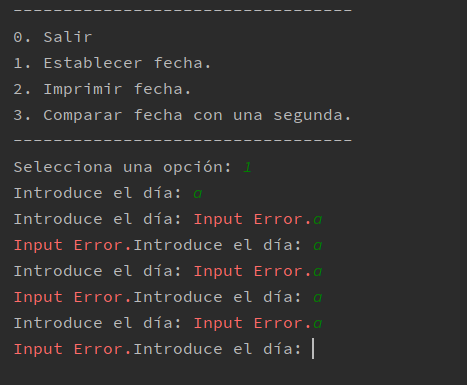 ----------------------------------
0. Salir
1. Establecer fecha.
2. Imprimir fecha.
3. Comparar fecha con una segunda.
----------------------------------
Selecciona una opción: 1
Introduce el día: a
Introduce el día: Input Error.a
Input Error.Introduce el día: a
Introduce el día: Input Error.a
Input Error.Introduce el día: a
Introduce el día: Input Error.a
Input Error.Introduce el día: